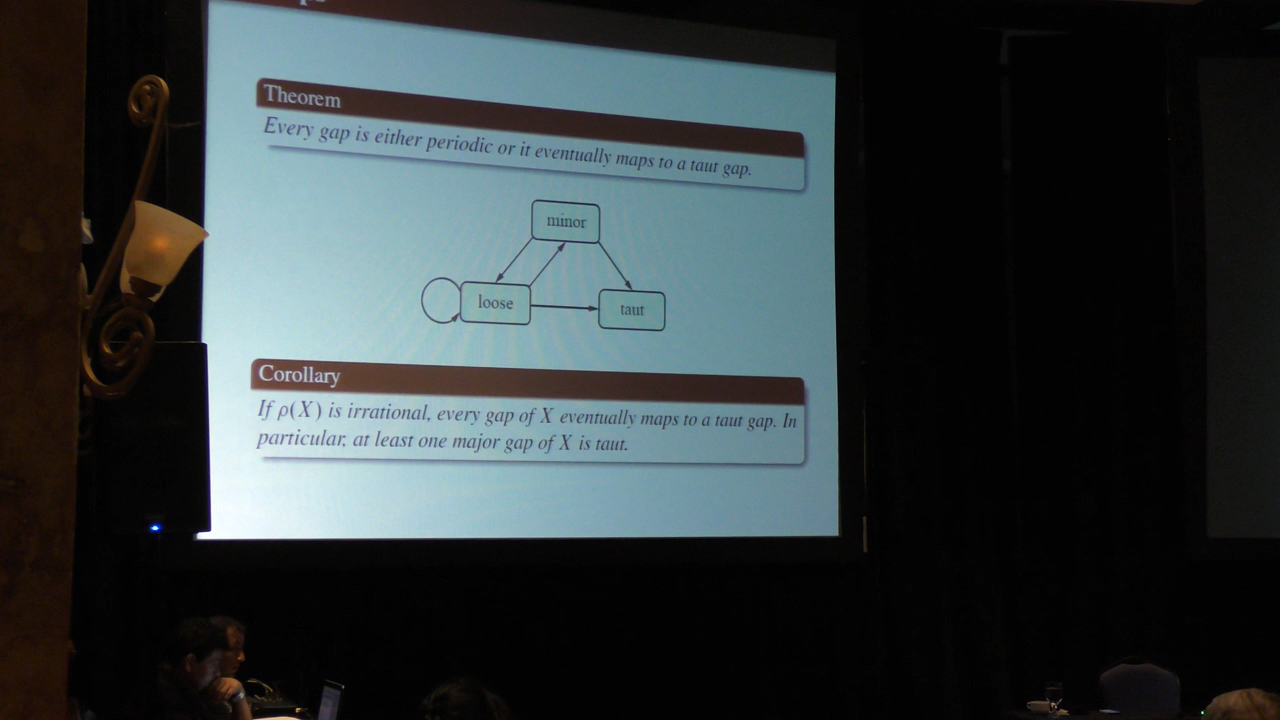 Theorem
Every gap is either periodic or it eventually maps to a taut gap.
minor
loose
taut
Corollary
If ρ(X) is irrational, every gap of X eventually maps to a taut gap. In
particular, at least one major gap of X is taut.